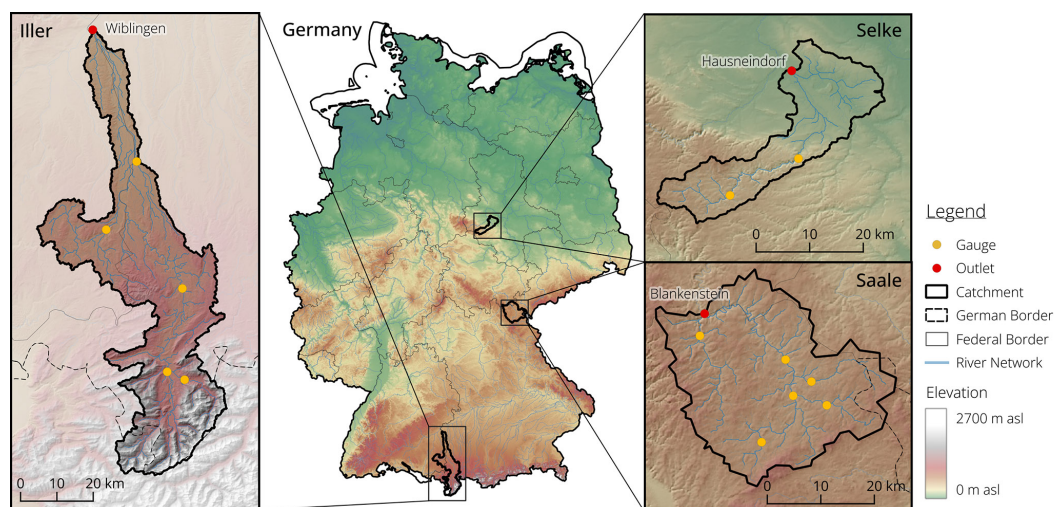 Iller
Wiblingen
0 10 20 km
Germany
Selke
Hausneindorf
0 10 20 km
Saale
Blankenstein
0 10 20 km
Legend
Gauge
Outlet
Catchment
German Border
Federal Border
River Network
Elevation
2700 m asl
0 m asl